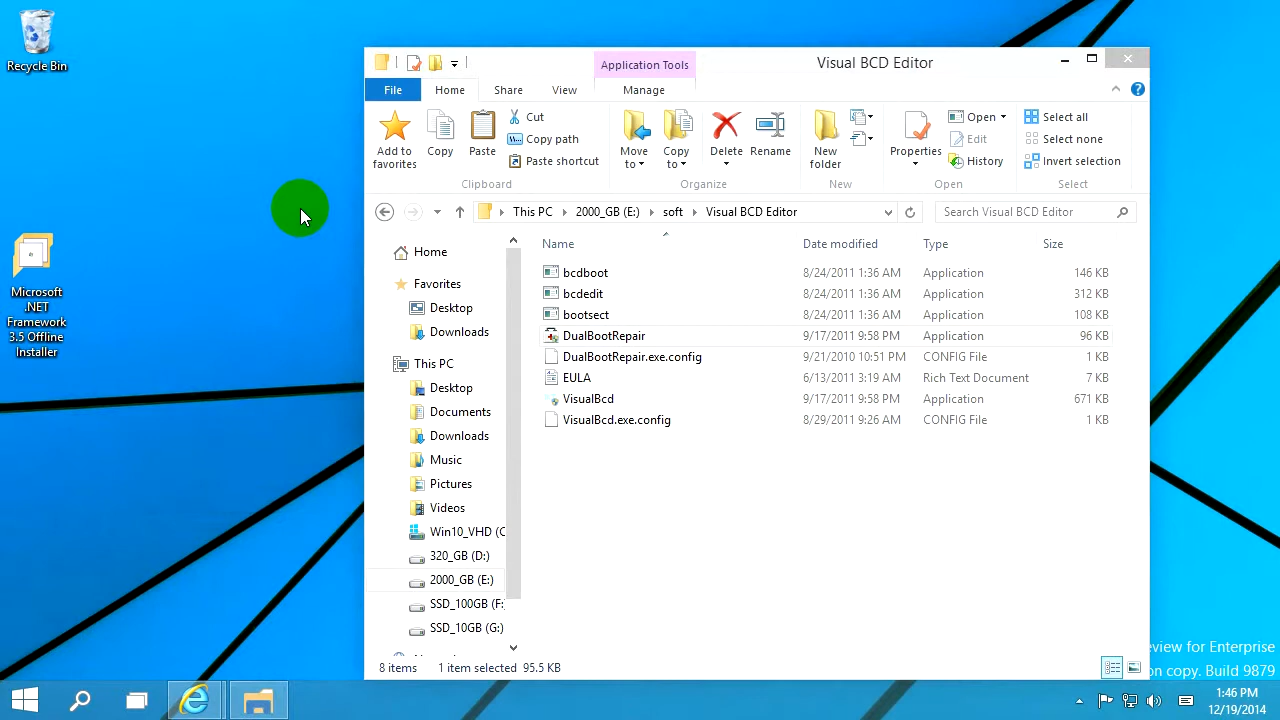 Recycle Bin
Microsoft
.NET
Framework
3.5 Offline
Installer
Application Tools
Visual BCD Editor
File
Home
Share
View
Manage
Add to
favorites
Copy
Paste
Cut
Copy path
Paste shortcut
Clipboard
Move
to
Copy
to
Delete
Rename
Organize
New
folder
New
Properties
Open
Edit
History
Open
Select all
Select none
Invert selection
Select
This PC
2000_GB (E:)
soft
Visual BCD Editor
Search Visual BCD Editor
Home
Favorites
Desktop
Downloads
This PC
Desktop
Documents
Downloads
Music
Pictures
Videos
Win10_VHD (C
320_GB (D:)
2000_GB (E:)
SSD_100GB (F:
SSD_10GB (G:)
Name Date modified Type Size
bcdboot 8/24/2011 1:36 AM Application 146 KB
bcdedit 8/24/2011 1:36 AM Application 312 KB
bootsect 8/24/2011 1:36 AM Application 108 KB
DualBootRepair 9/17/2011 9:58 PM Application 96 KB
DualBootRepair.exe.config 9/21/2010 10:51 PM CONFIG File 1 KB
EULA 6/13/2011 3:19 AM Rich Text Document 7 KB
VisualBcd 9/17/2011 9:58 PM Application 671 KB
VisualBcd.exe.config 8/29/2011 9:26 AM CONFIG File 1 KB
8 items 1 item selected 95.5 KB
eview for Enterprise
on copy. Build 9879
1:46 PM
12/19/2014